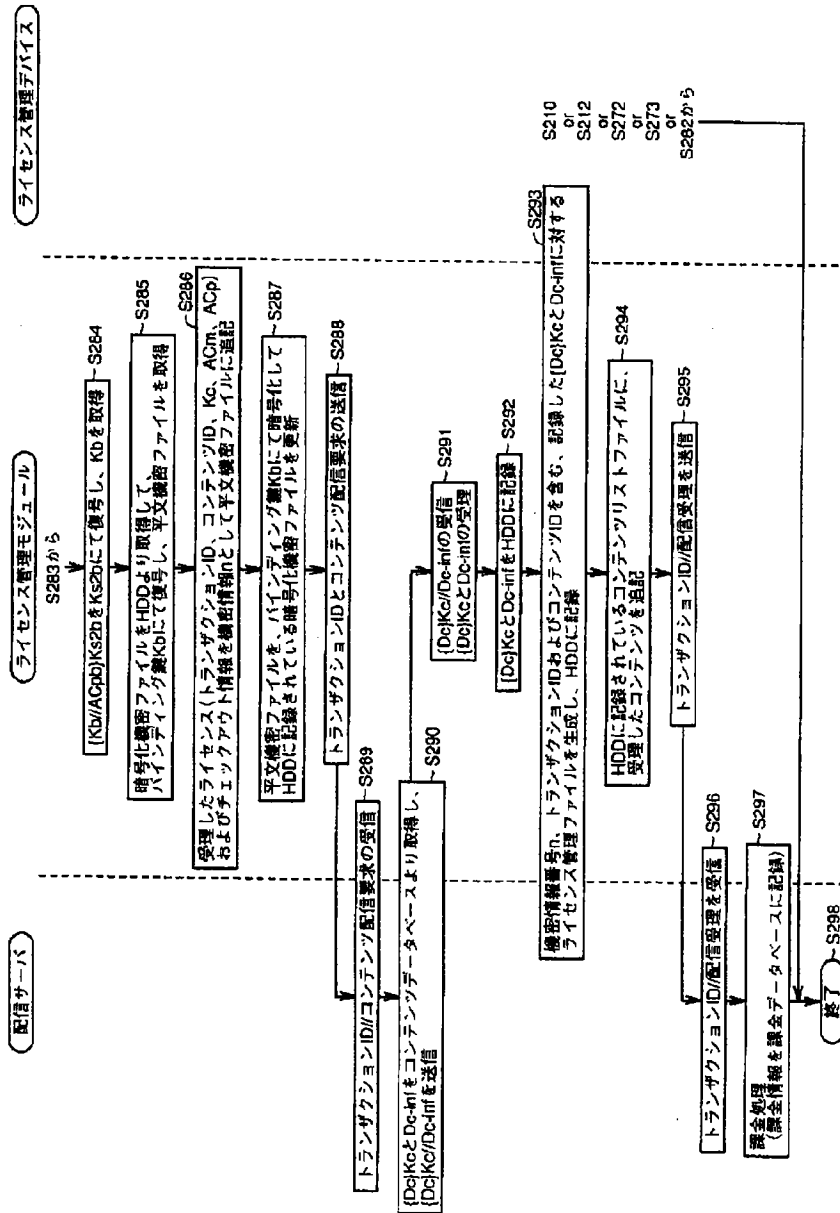 配信サーバ
ライセンス管理モジュール
ライセンス管理デバイス
S283から
{Kb//ACpb}Ks2bをKs2bにて復号し、Kbを取得
S284
暗号化機密ファイルをHDDより取得して、
バインディング鍵Kbにて復号し、平文機密ファイルを取得
S285
受理したライセンス(トランザクションID、コンテンツID、Kc、ACm、ACp)
およびチェックアウト情報を機密情報nとして平文機密ファイルに追記
S286
平文機密ファイルを、バインディング鍵Kbにて暗号化して
HDDに記録されている暗号化機密ファイルを更新
S287
トランザクションIDとコンテンツ配信要求の送信
S288
トランザクションID//コンテンツ配信要求の受信
S289
{Dc}KcとDc-infをコンテンツデータベースより取得し、
{Dc}Kc//Dc-infを送信
S290
{Dc}Kc//Dc-infの受信
{Dc}KcとDc-infの受理
S291
{Dc}KcとDc-infをHDDに記録
S292
機密情報番号n、トランザクションIDおよびコンテンツIDを含む、記録した{Dc}KcとDc-infに対する
ライセンス管理ファイルを生成し、HDDに記録
S293
HDDに記録されているコンテンツリストファイルに、
受理したコンテンツを追記
S294
トランザクションID//配信受理を送信
S295
トランザクションID//配信受理を受信
S296
課金処理
(課金情報を課金データベースに記録)
S297
S210
or
S212
or
S272
or
S273
or
S282から
終了
S298